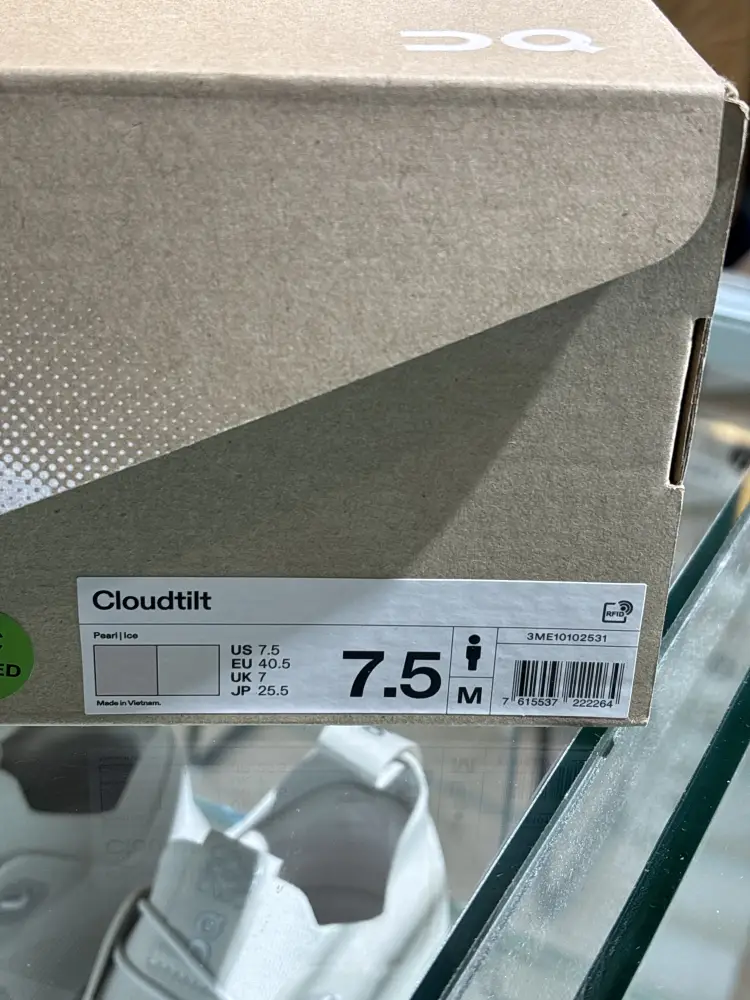 Cloudtilt
RFID
Pearl | Ice
US 7.5
EU 40.5
UK 7
JP 25.5
7.5
M
3ME10102531
7 615537 222264
Made in Vietnam.
ED